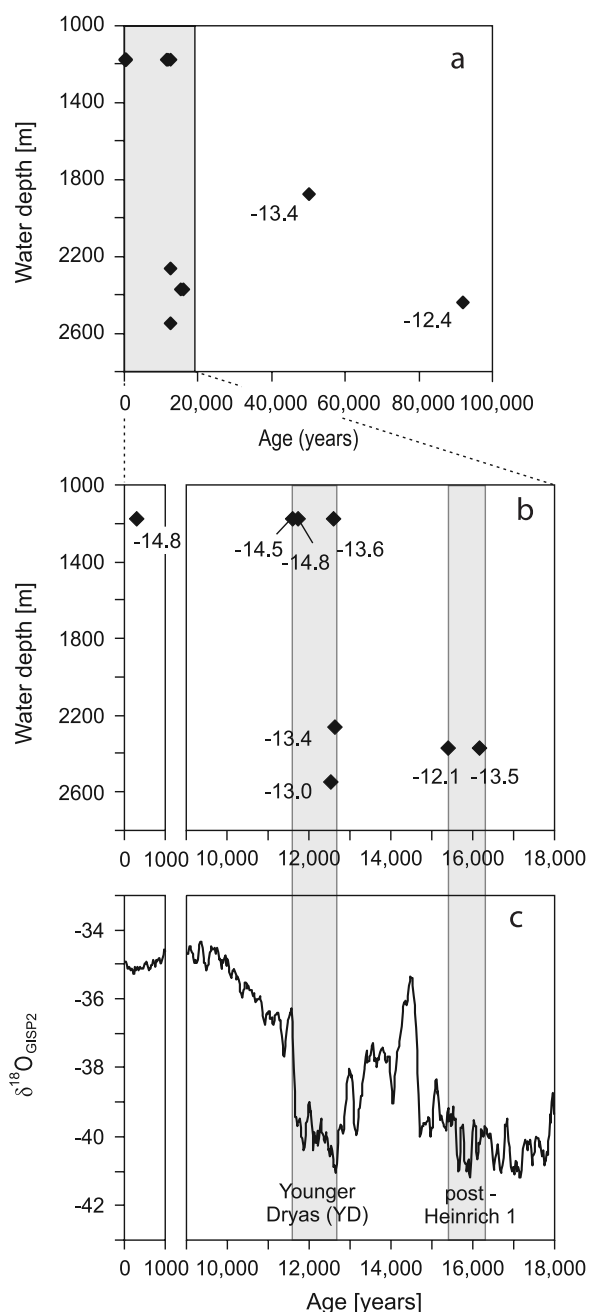 1000
1400
1800
2200
2600
Water depth [m]
a
-13.4
-12.4
0 20,000 40,000 60,000 80,000 100,000
Age (years)
1000
1400
1800
2200
2600
Water depth [m]
b
-14.8
-14.5
-14.8
-13.6
-13.4
-13.0
-12.1
-13.5
0 1000 10,000 12,000 14,000 16,000 18,000
c
-34
-36
-38
-40
-42
δ18OGISP2
Younger
Dryas (YD)
post -
Heinrich 1
0 1000 10,000 12,000 14,000 16,000 18,000
Age [years]